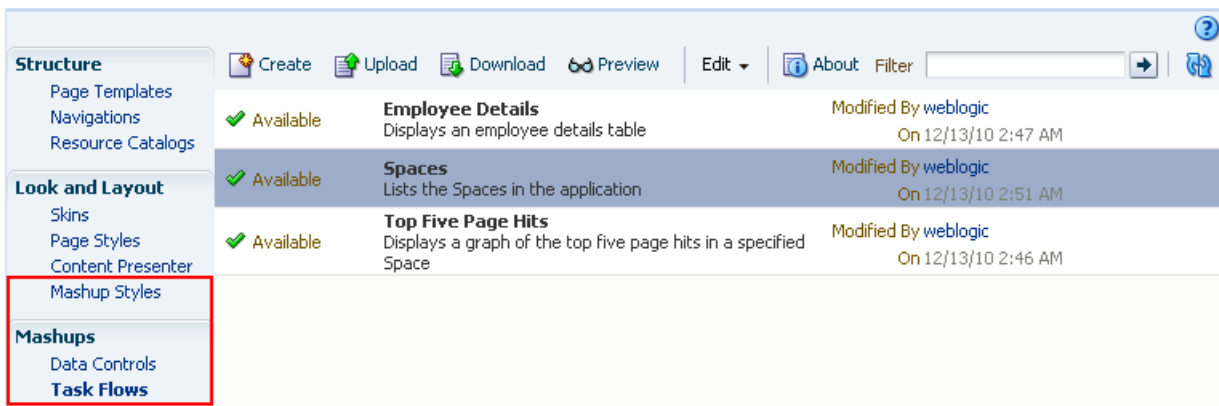 Structure
Page Templates
Navigations
Resource Catalogs
Look and Layout
Skins
Page Styles
Content Presenter
Mashup Styles
Mashups
Data Controls
Task Flows
Create Upload Download Preview Edit About Filter
Available
Employee Details
Displays an employee details table
Modified By weblogic
On 12/13/10 2:47 AM
Available
Spaces
Lists the Spaces in the application
Modified By weblogic
On 12/13/10 2:51 AM
Available
Top Five Page Hits
Displays a graph of the top five page hits in a specified
Space
Modified By weblogic
On 12/13/10 2:46 AM